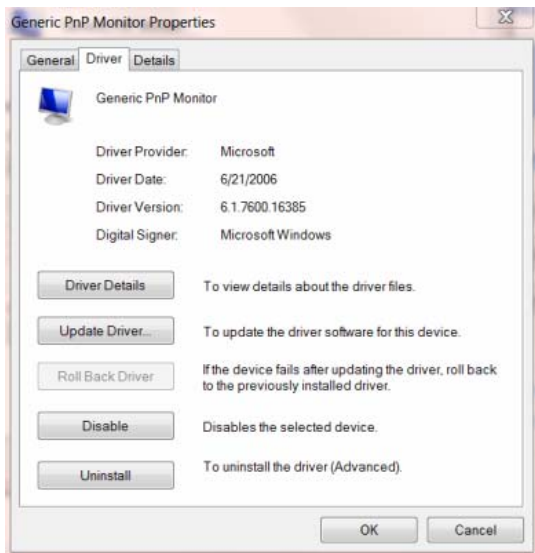 Generic PnP Monitor Properties
General Driver Details
Generic PnP Monitor
Driver Provider: Microsoft
Driver Date: 6/21/2006
Driver Version: 6.1.7600.16385
Digital Signer: Microsoft Windows
Driver Details To view details about the driver files.
Update Driver... To update the driver software for this device.
Roll Back Driver If the device fails after updating the driver, roll back
to the previously installed driver.
Disable Disables the selected device.
Uninstall To uninstall the driver (Advanced).
OK Cancel